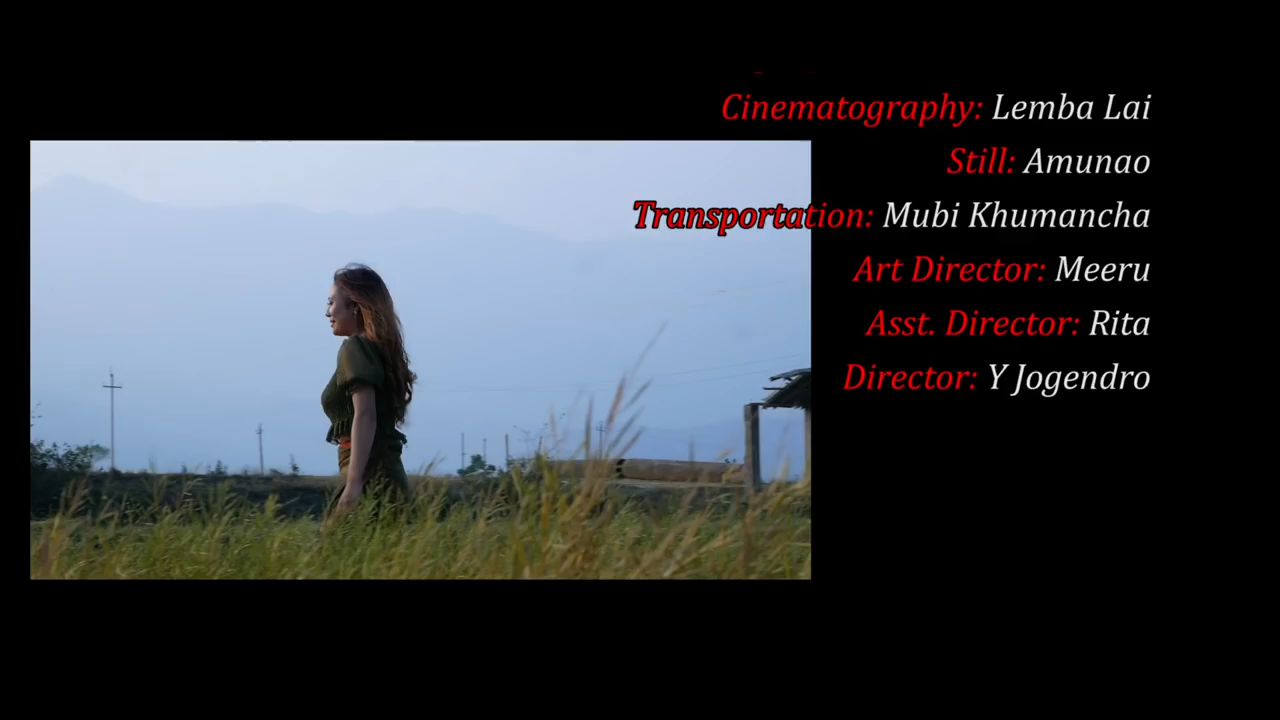 Cinematography: Lemba Lai
Still: Amunao
Transportation: Mubi Khumancha
Art Director: Meeru
Asst. Director: Rita
Director: Y Jogendro